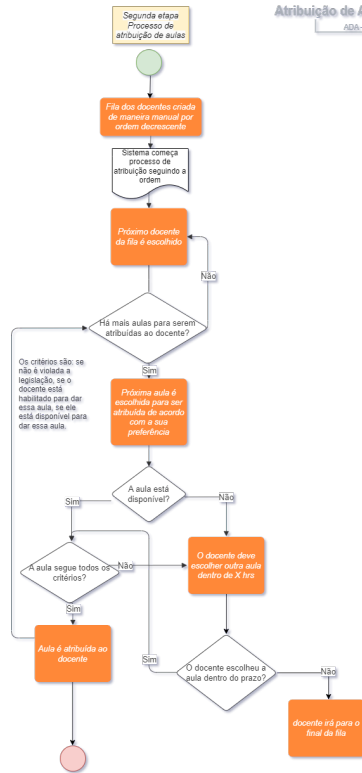 Segunda etapa
Processo de
atribuição de aulas
Atribuição de A
ADA -
Fila dos docentes criada
de maneira manual por
ordem decrescente
Sistema começa
processo de
atribuição seguindo a
ordem
Próximo docente
da fila é escolhido
Não
Há mais aulas para serem
atribuídas ao docente?
Os critérios são: se
não é violada a
legislação, se o
docente está
habilitado para dar
essa aula, se ele
está disponível para
dar essa aula.
Sim
Próxima aula é
escolhida para ser
atribuída de acordo
com a sua
preferência
A aula está
disponível?
Sim
Não
A aula segue todos os
critérios?
Não
O docente deve
escolher outra aula
dentro de X hrs
Sim
Aula é atribuída ao
docente
Sim
O docente escolheu a
aula dentro do prazo?
Não
docente irá para o
final da fila